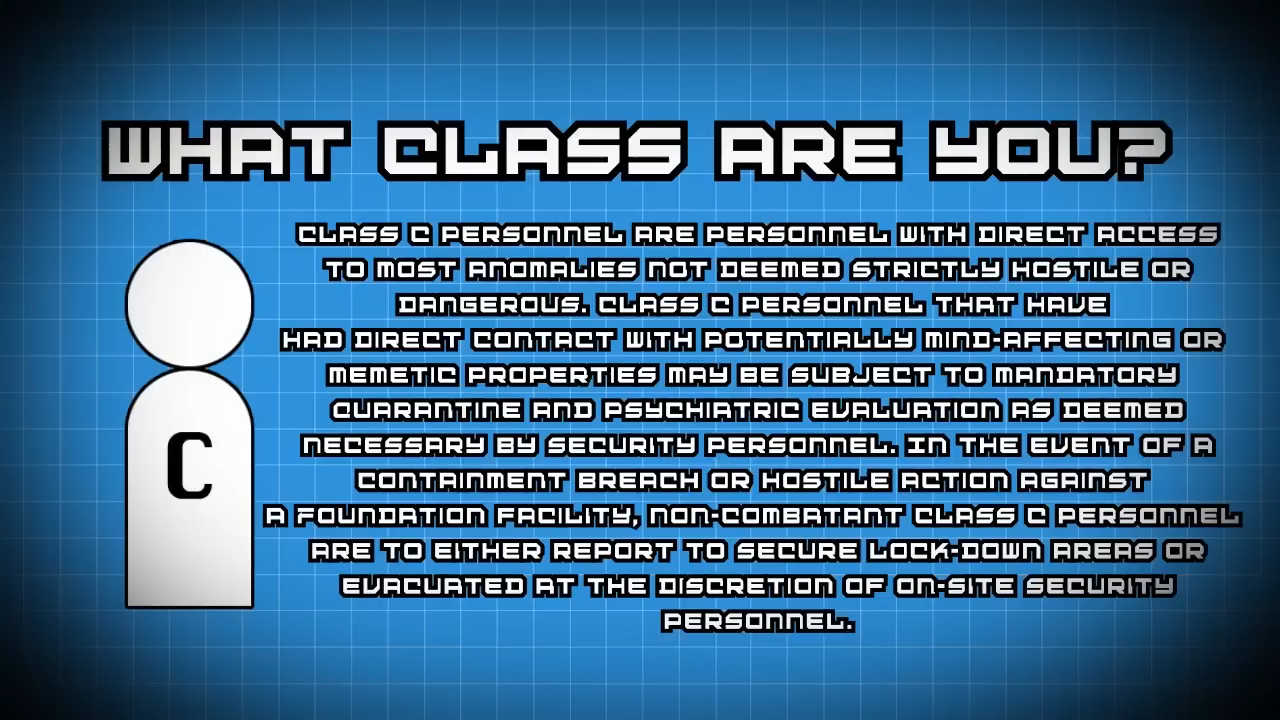 WHAT CLASS ARE YOU?
CLASS C PERSONNEL ARE PERSONNEL WITH DIRECT ACCESS
TO MOST ANOMALIES NOT DEEMED STRICTLY HOSTILE OR
DANGEROUS. CLASS C PERSONNEL THAT HAVE
HAD DIRECT CONTACT WITH POTENTIALLY MIND-AFFECTING OR
MEMETIC PROPERTIES MAY BE SUBJECT TO MANDATORY
QUARANTINE AND PSYCHIATRIC EVALUATION AS DEEMED
NECESSARY BY SECURITY PERSONNEL. IN THE EVENT OF A
CONTAINMENT BREACH OR HOSTILE ACTION AGAINST
A FOUNDATION FACILITY, NON-COMBATANT CLASS C PERSONNEL
ARE TO EITHER REPORT TO SECURE LOCK-DOWN AREAS OR
EVACUATED AT THE DISCRETION OF ON-SITE SECURITY
PERSONNEL.
C